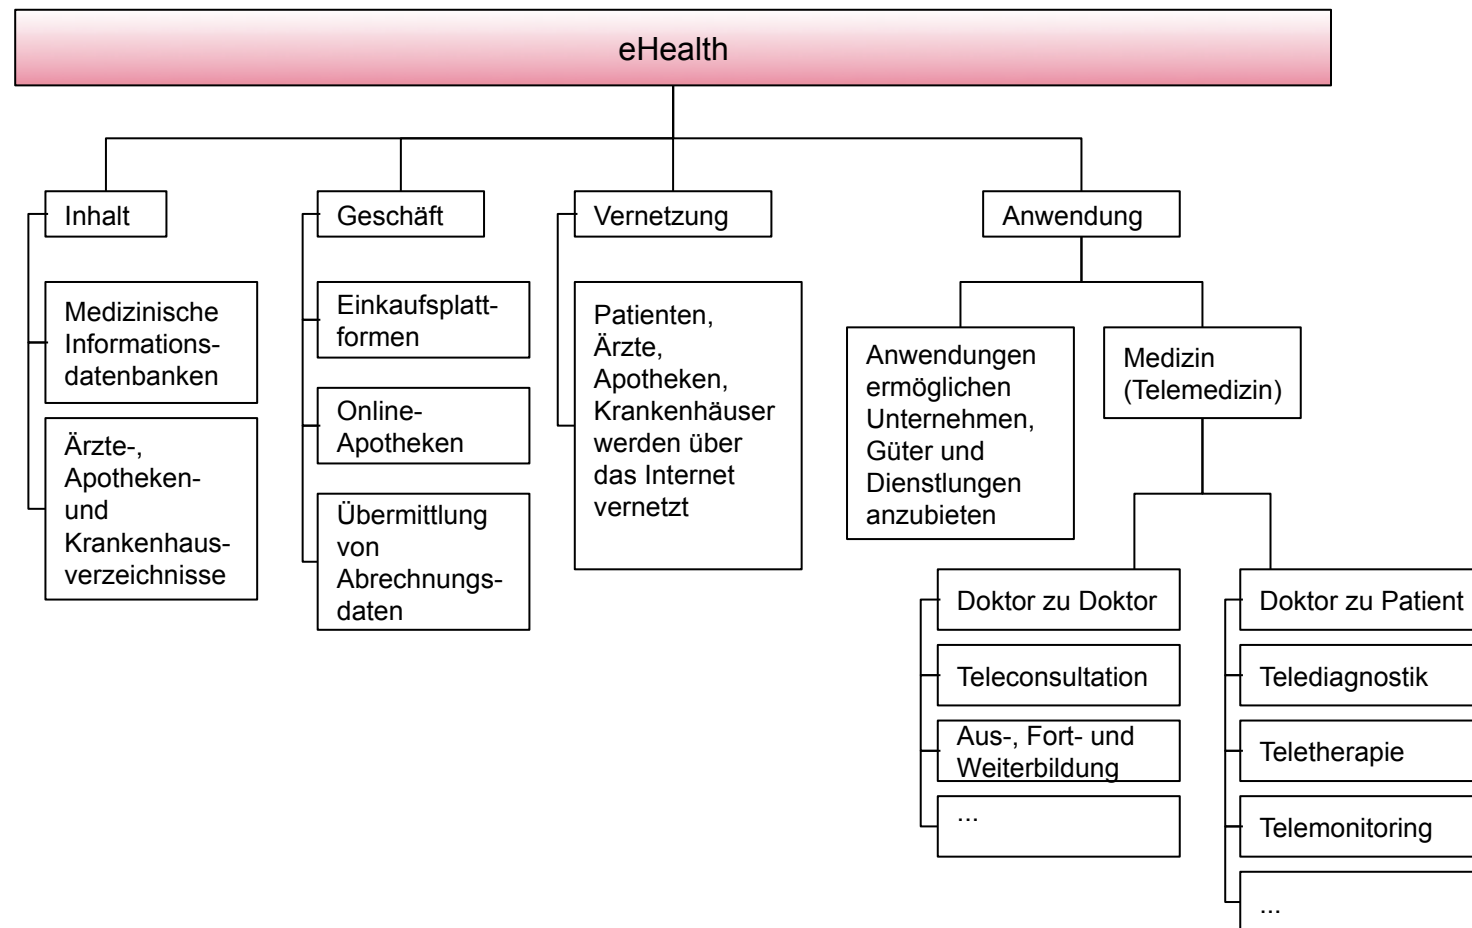 eHealth
Inhalt
Medizinische
Informations-
datenbanken
Ärzte-,
Apotheken-
und
Krankenhaus-
verzeichnisse
Geschäft
Einkaufsplatt-
formen
Online-
Apotheken
Übermittlung
von
Abrechnungs-
daten
Vernetzung
Patienten,
Ärzte,
Apotheken,
Krankenhäuser
werden über
das Internet
vernetzt
Anwendung
Anwendungen
ermöglichen
Unternehmen,
Güter und
Dienstlungen
anzubieten
Medizin
(Telemedizin)
Doktor zu Doktor
Teleconsultation
Aus-, Fort- und
Weiterbildung
...
Doktor zu Patient
Telediagnostik
Teletherapie
Telemonitoring
...